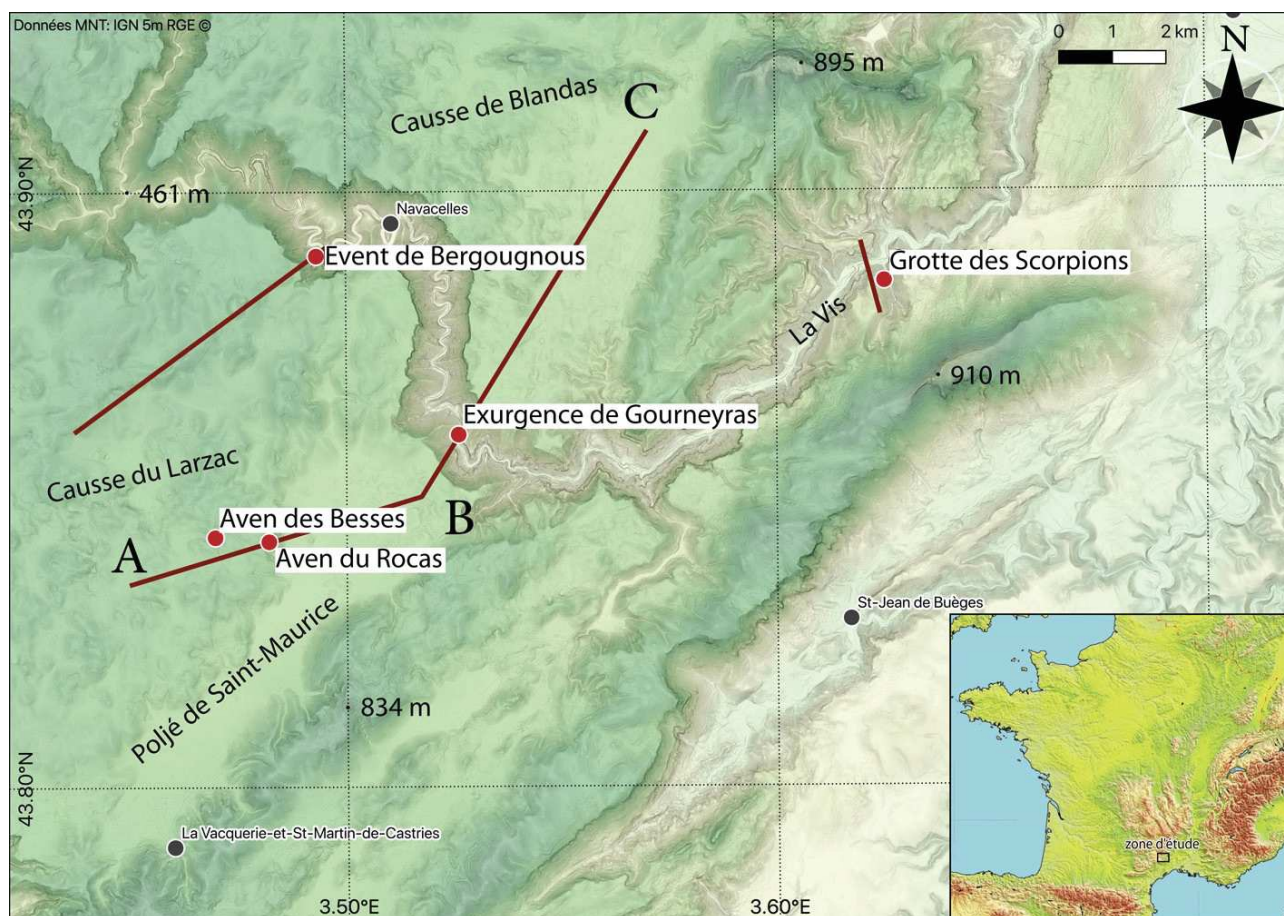 Données MNT: IGN 5m RGE ©
0 1 2 km
N
895 m
Causse de Blandas
C
43.90°N
461 m
Navacelles
Event de Bergougnous
Grotte des Scorpions
La Vis
910 m
Exurgence de Gourneyras
Causse du Larzac
B
Aven des Besses
A
Aven du Rocas
St-Jean de Buèges
Poljé de Saint-Maurice
834 m
43.80°N
La Vacquerie-et-St-Martin-de-Castries
zone d'étude
3.50°E
3.60°E